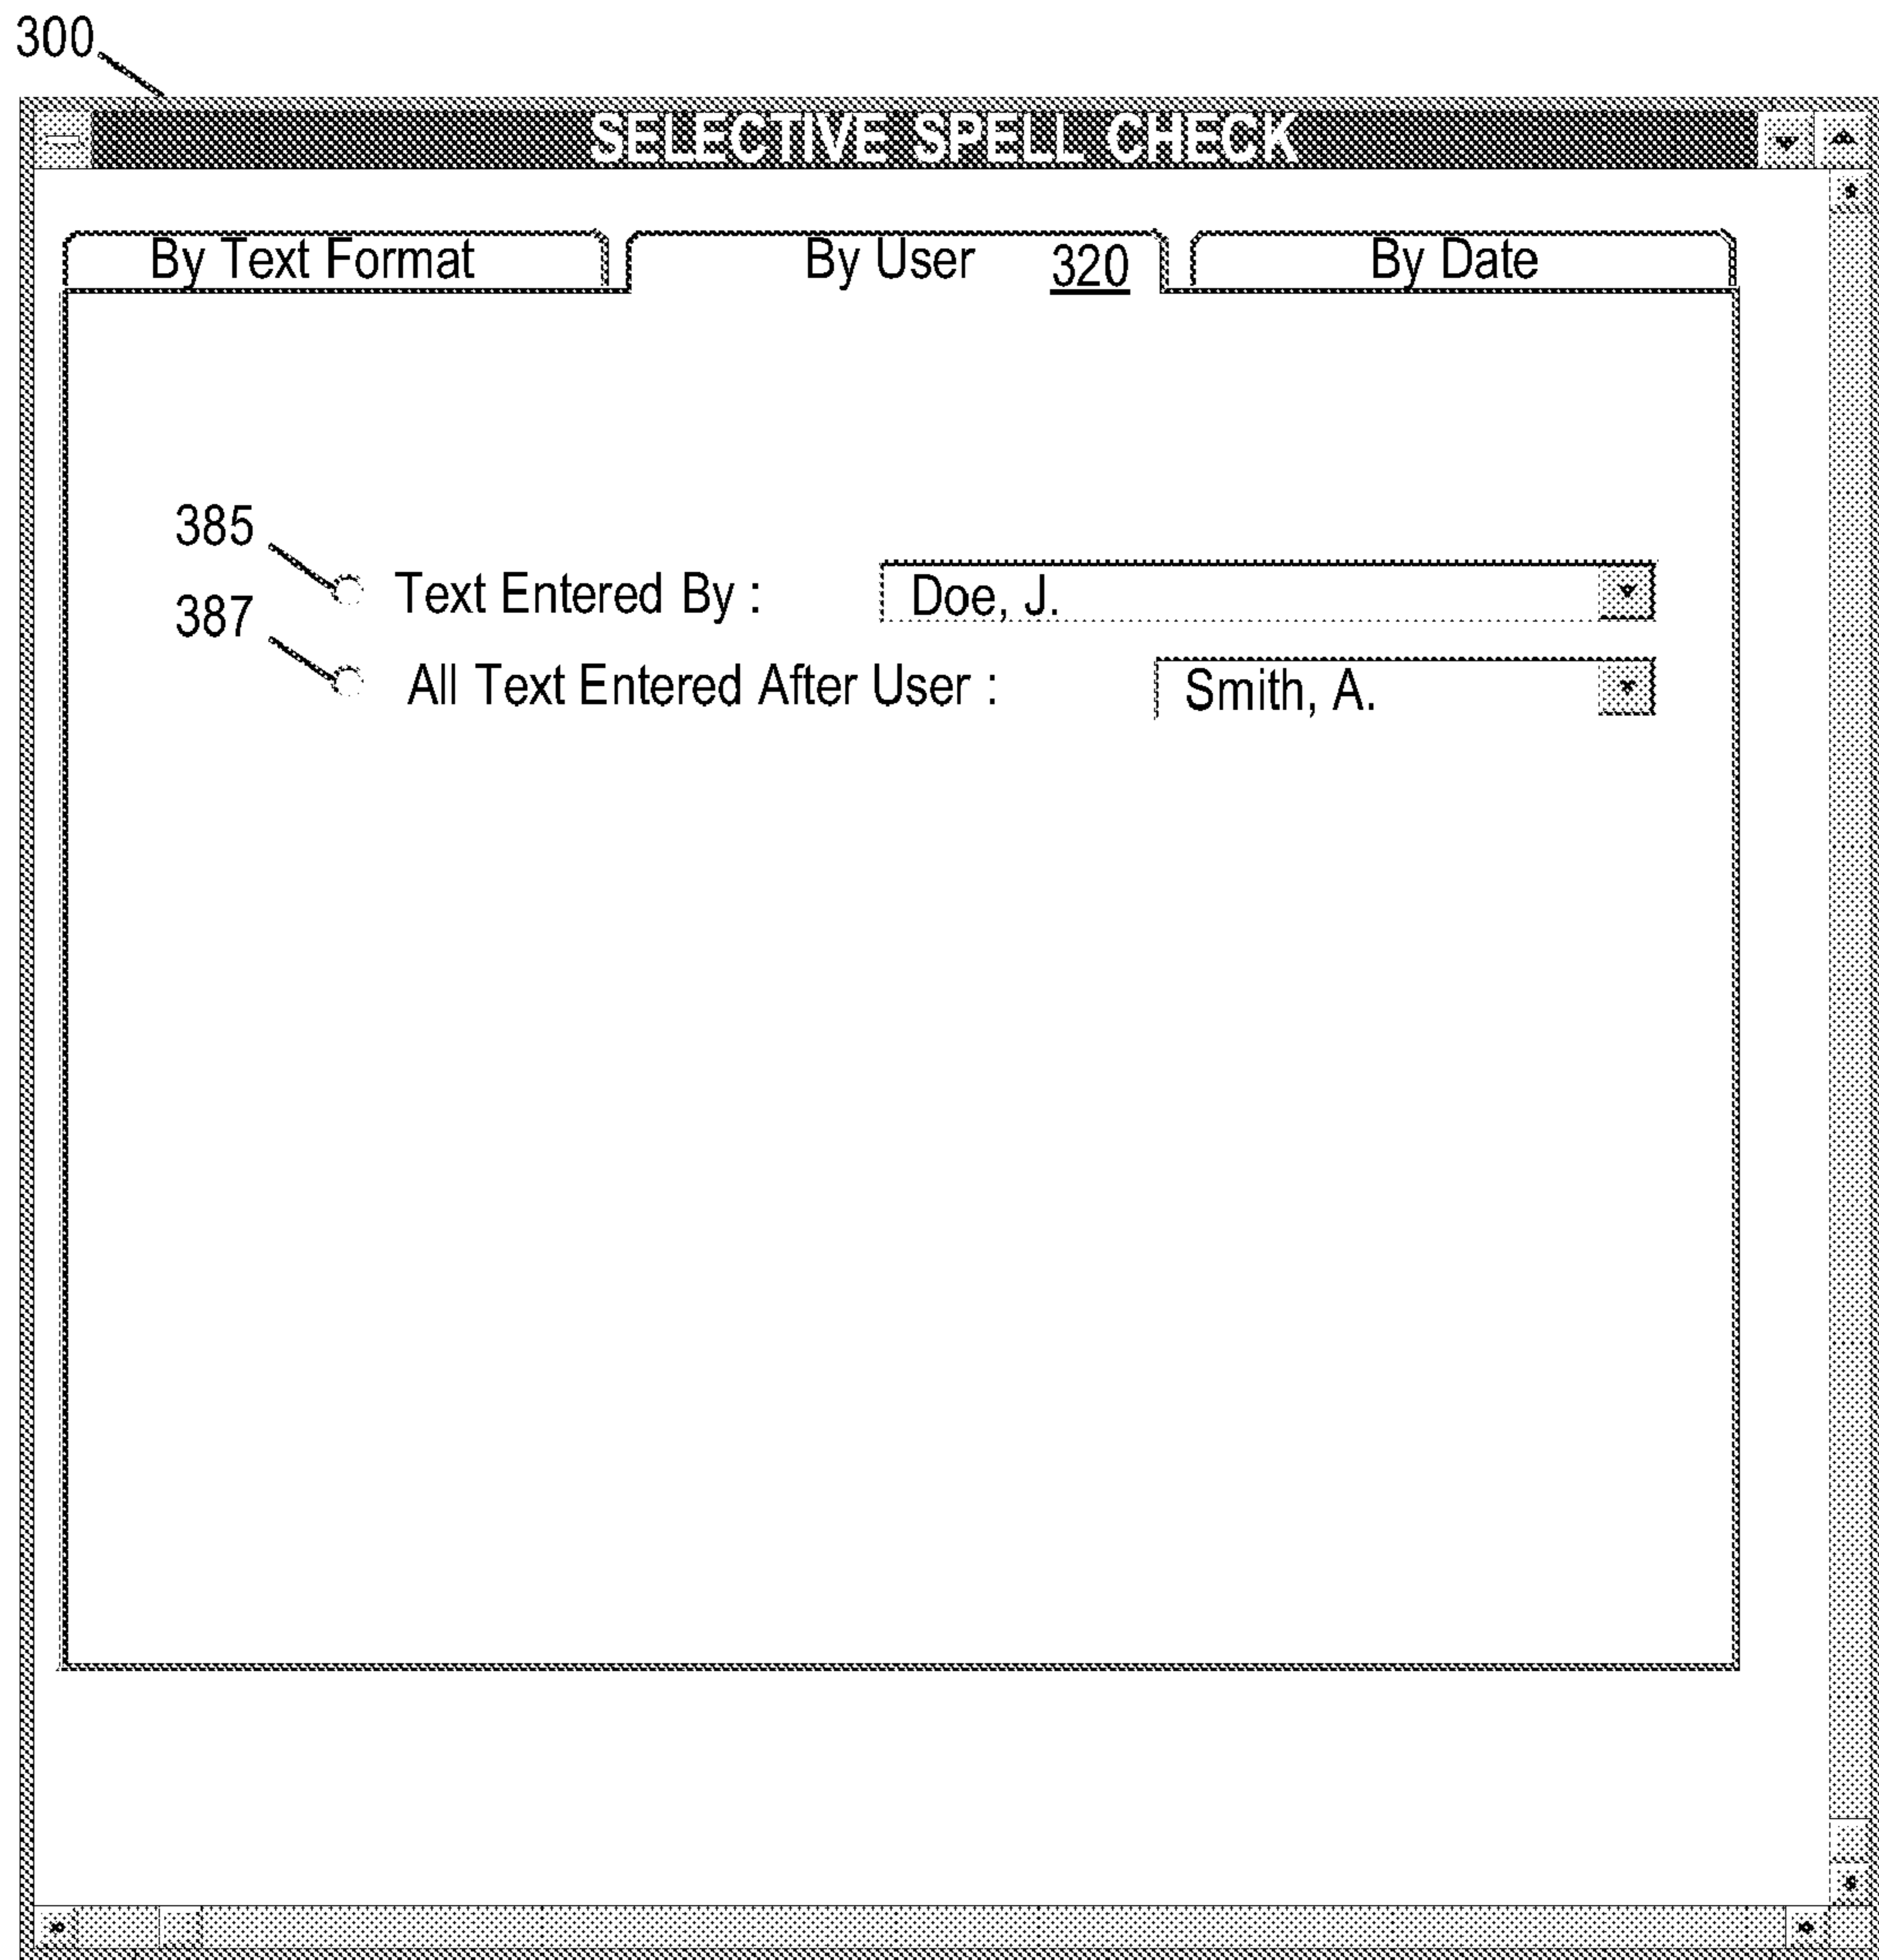 300
SELECTIVE SPELL CHECK
By Text Format By User 320 By Date
385
Text Entered By : Doe, J.
387
All Text Entered After User : Smith, A.